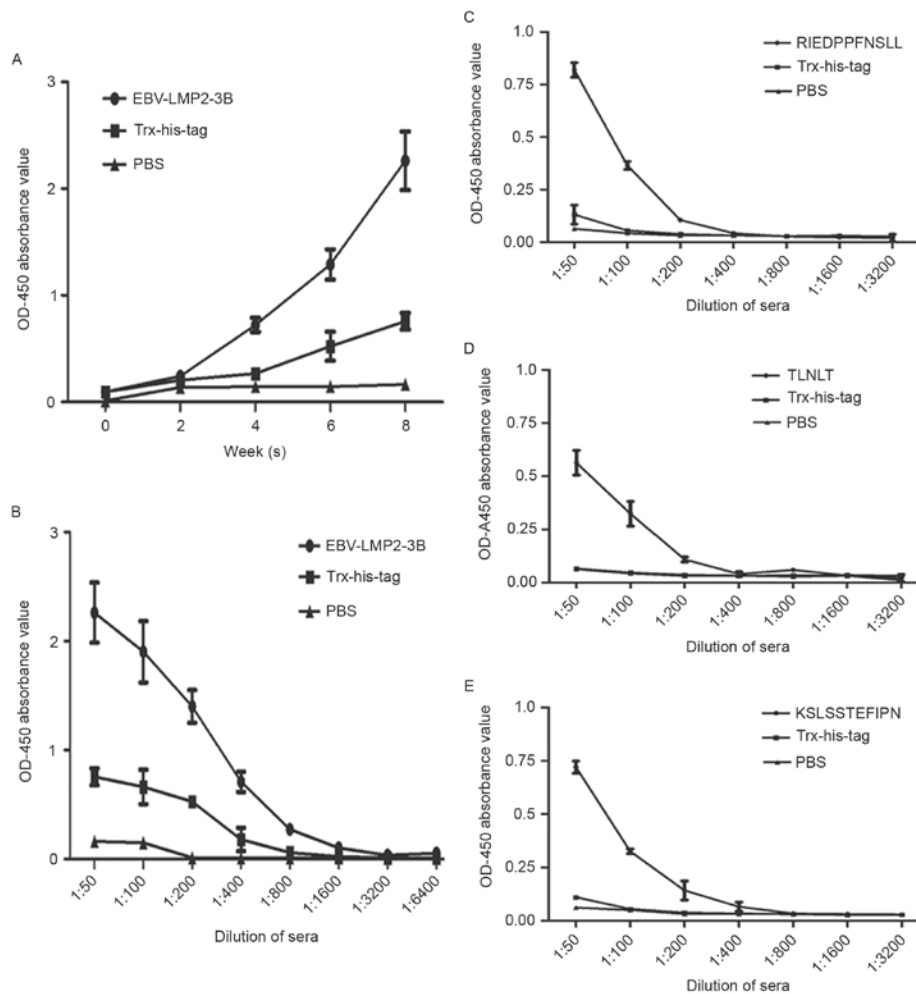 A
3
2
1
0
OD-450 absorbance value
EBV-LMP2-3B
Trx-his-tag
PBS
0 2 4 6 8
Week (s)
B
3
2
1
0
OD-450 absorbance value
EBV-LMP2-3B
Trx-his-tag
PBS
1:50 1:100 1:200 1:400 1:800 1:1600 1:3200 1:6400
Dilution of sera
C
1.0
0.75
0.5
0.25
0.00
OD-450 absorbance value
RIEDPPFNSLL
Trx-his-tag
PBS
1:50 1:100 1:200 1:400 1:800 1:1600 1:3200
Dilution of sera
D
1.0
0.75
0.5
0.25
0.00
OD-A450 absorbance value
TLNLT
Trx-his-tag
PBS
1:50 1:100 1:200 1:400 1:800 1:1600 1:3200
Dilution of sera
E
1.0
0.75
0.5
0.25
0.00
OD-450 absorbance value
KSLSSTEFIPN
Trx-his-tag
PBS
1:50 1:100 1:200 1:400 1:800 1:1600 1:3200
Dilution of sera